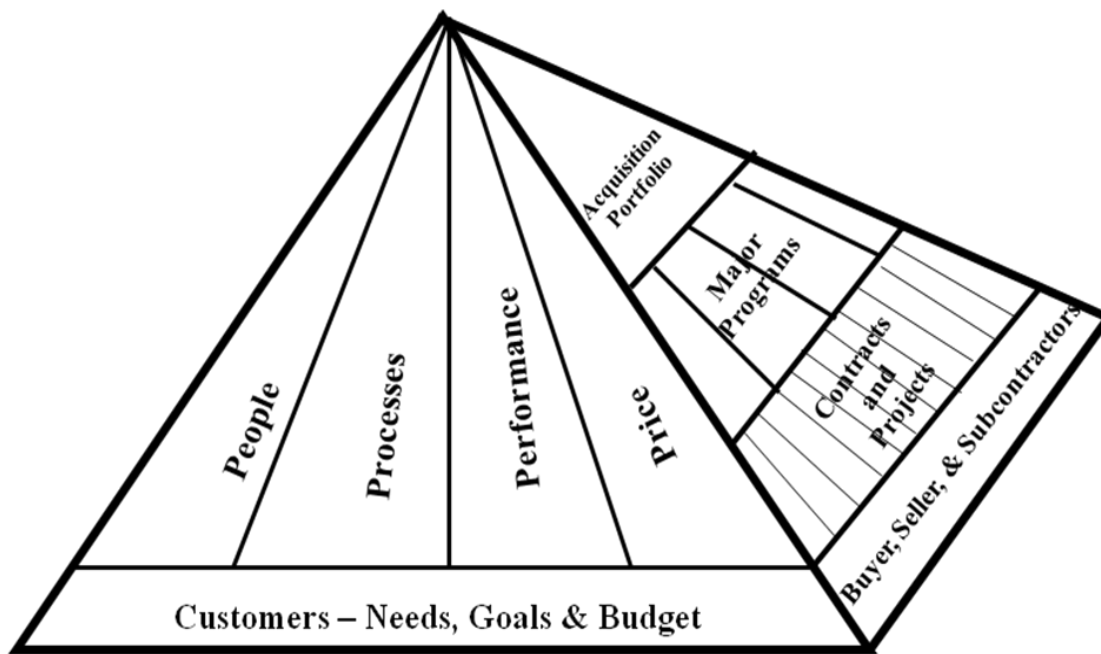 People
Processes
Performance
Price
Customers – Needs, Goals & Budget
Acquisition
Portfolio
Major
Programs
Contracts
and
Projects
Buyer, Seller, & Subcontractors